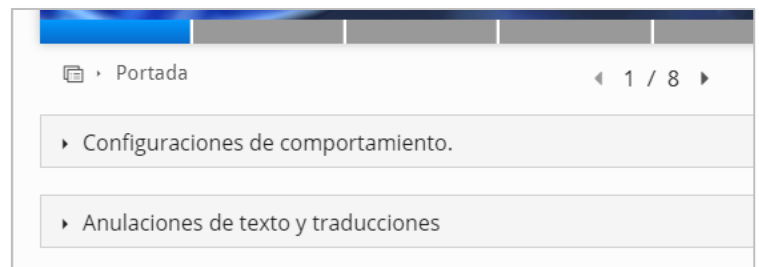 Portada
1 / 8
Configuraciones de comportamiento.
Anulaciones de texto y traducciones